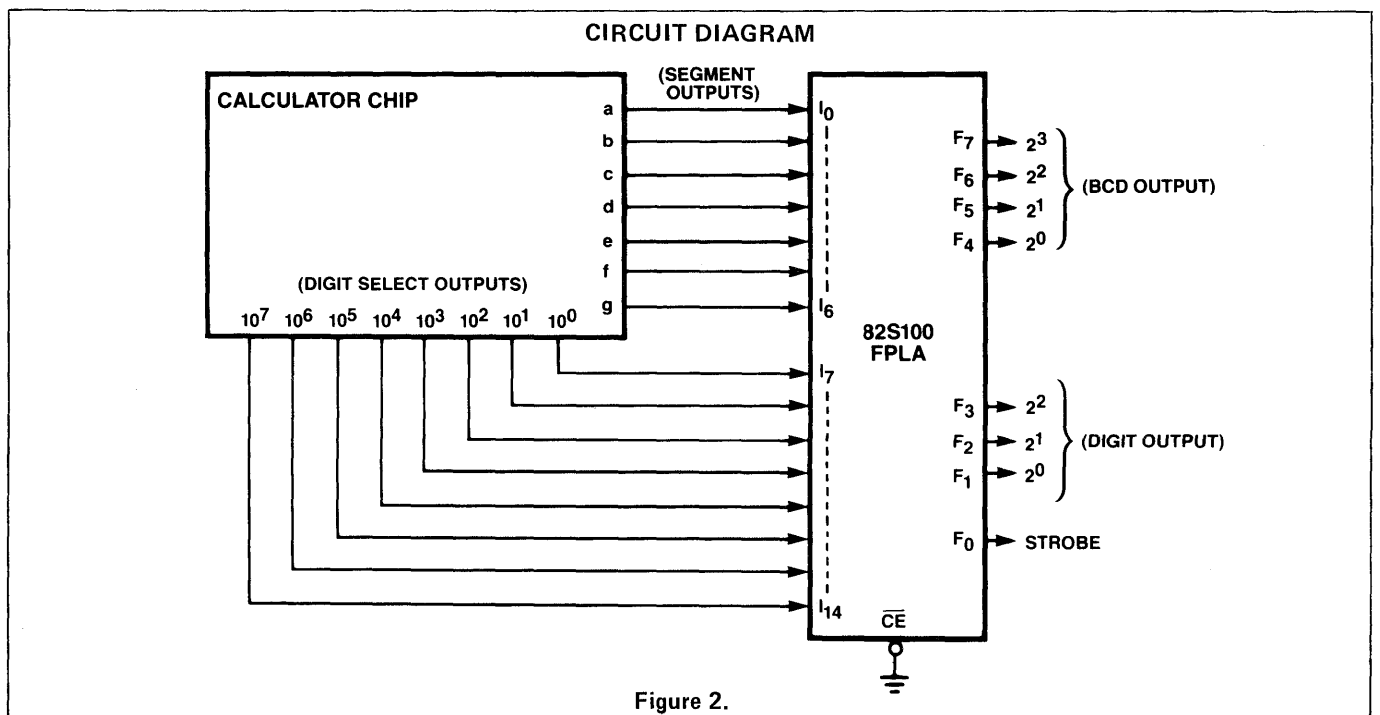 CIRCUIT DIAGRAM
CALCULATOR CHIP
(SEGMENT
OUTPUTS)
a
b
c
d
e
f
g
(DIGIT SELECT OUTPUTS)
10⁷ 10⁶ 10⁵ 10⁴ 10³ 10² 10¹ 10⁰
I₀
I₆
I₇
I₁₄
82S100
FPLA
C̅E̅
F₇ 2³
F₆ 2²
F₅ 2¹
F₄ 2⁰
(BCD OUTPUT)
F₃ 2²
F₂ 2¹
F₁ 2⁰
(DIGIT OUTPUT)
F₀ STROBE
Figure 2.